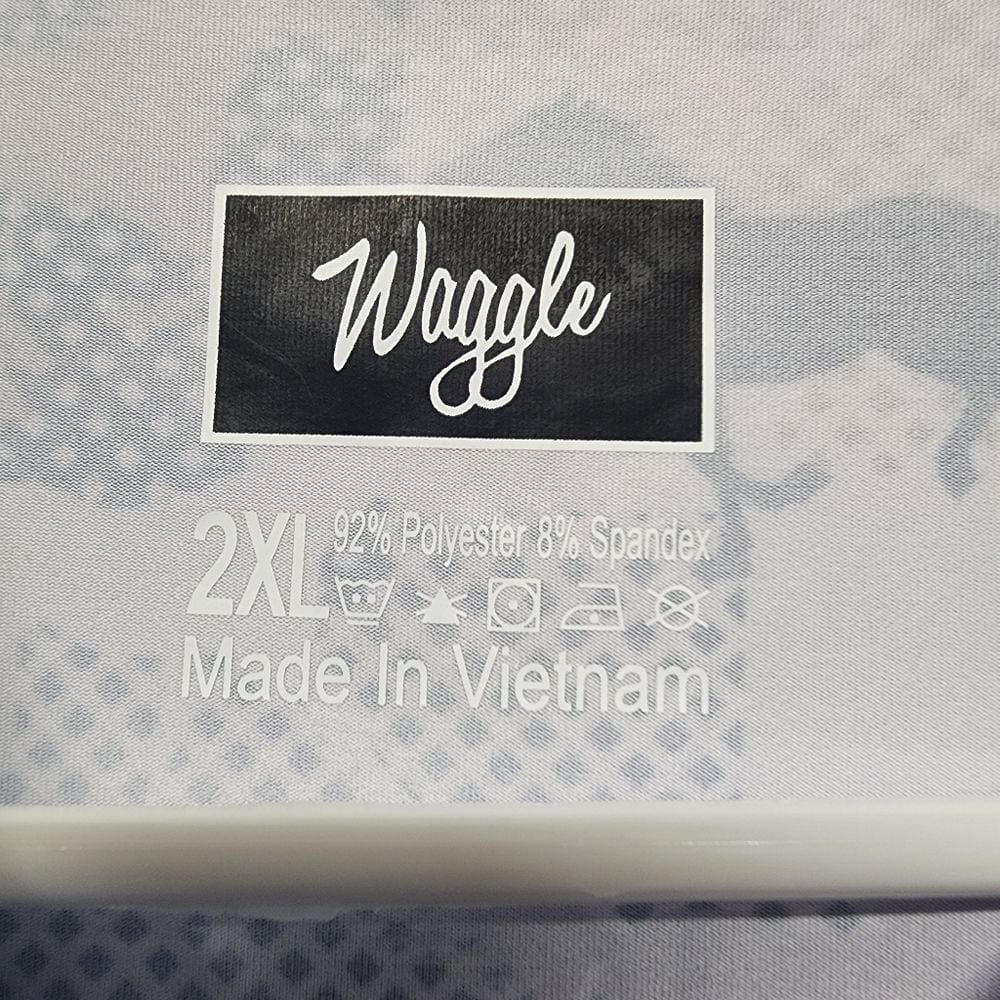 Waggle
2XL 92% Polyester 8% Spandex
Made In Vietnam